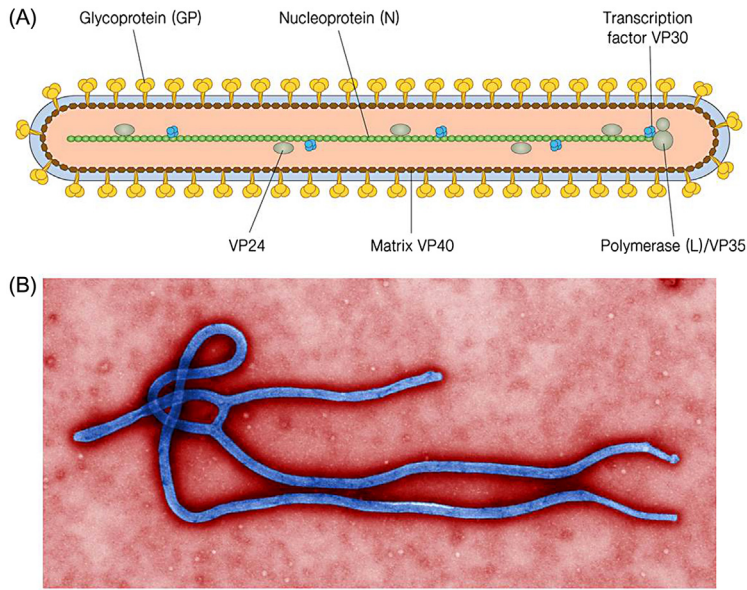 (A)
Glycoprotein (GP)
Nucleoprotein (N)
Transcription
factor VP30
VP24
Matrix VP40
Polymerase (L)/VP35
(B)